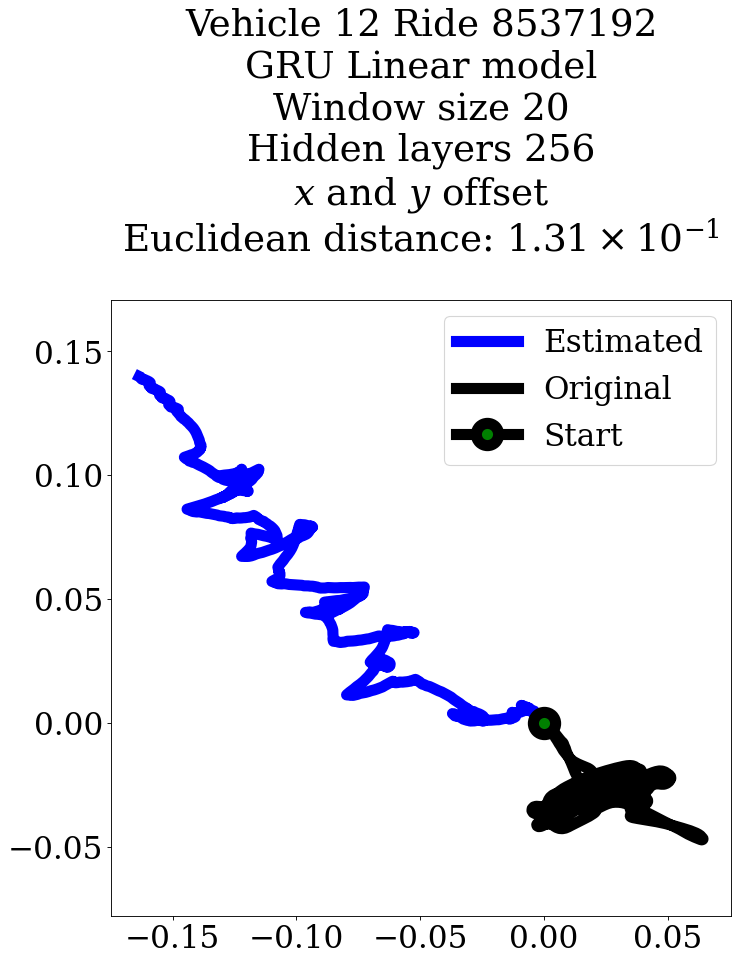 Vehicle 12 Ride 8537192
GRU Linear model
Window size 20
Hidden layers 256
x and y offset
Euclidean distance: 1.31 × 10⁻¹
Estimated
Original
Start
0.15
0.10
0.05
0.00
−0.05
−0.15 −0.10 −0.05 0.00 0.05